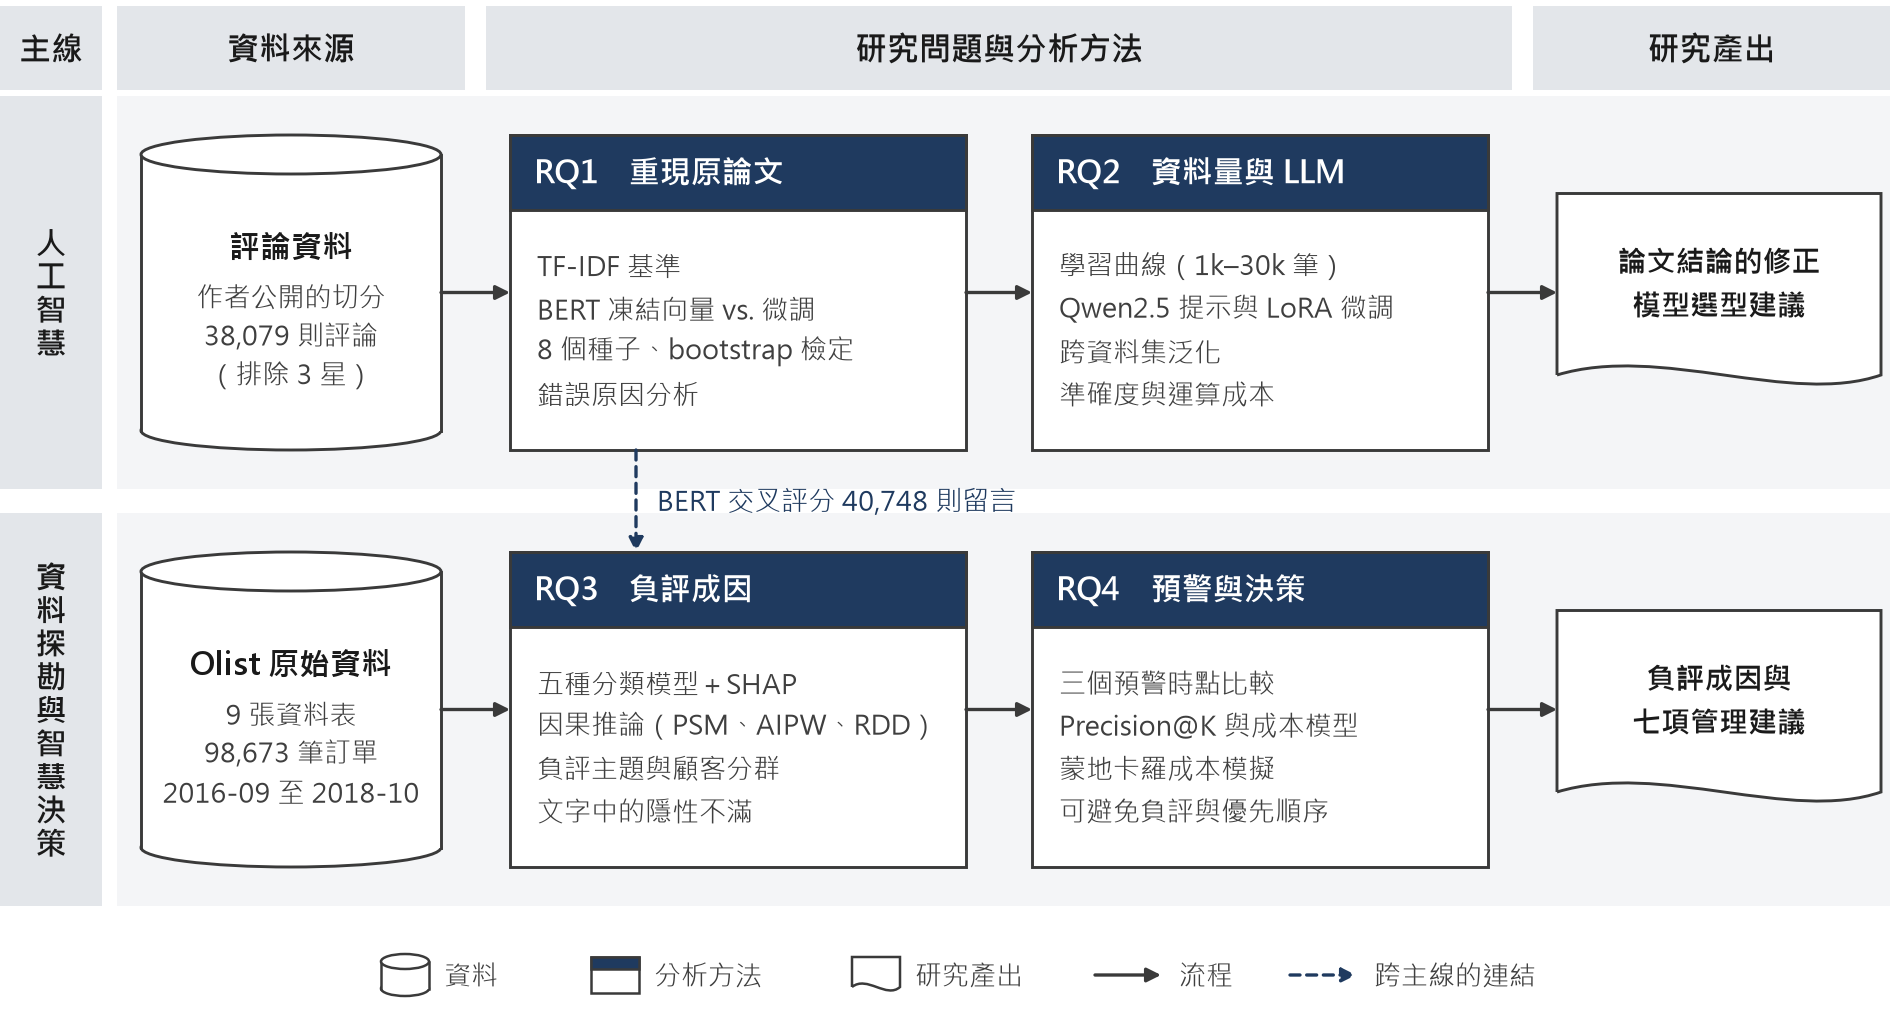 主線
資料來源
研究問題與分析方法
研究產出
人工智慧
評論資料
作者公開的切分
38,079 則評論
（排除 3 星）
RQ1 重現原論文
TF-IDF 基準
BERT 凍結向量 vs. 微調
8 個種子、bootstrap 檢定
錯誤原因分析
RQ2 資料量與 LLM
學習曲線（1k–30k 筆）
Qwen2.5 提示與 LoRA 微調
跨資料集泛化
準確度與運算成本
論文結論的修正
模型選型建議
BERT 交叉評分 40,748 則留言
資料探勘與智慧決策
Olist 原始資料
9 張資料表
98,673 筆訂單
2016-09 至 2018-10
RQ3 負評成因
五種分類模型＋SHAP
因果推論（PSM、AIPW、RDD）
負評主題與顧客分群
文字中的隱性不滿
RQ4 預警與決策
三個預警時點比較
Precision@K 與成本模型
蒙地卡羅成本模擬
可避免負評與優先順序
負評成因與
七項管理建議
資料
分析方法
研究產出
流程
跨主線的連結